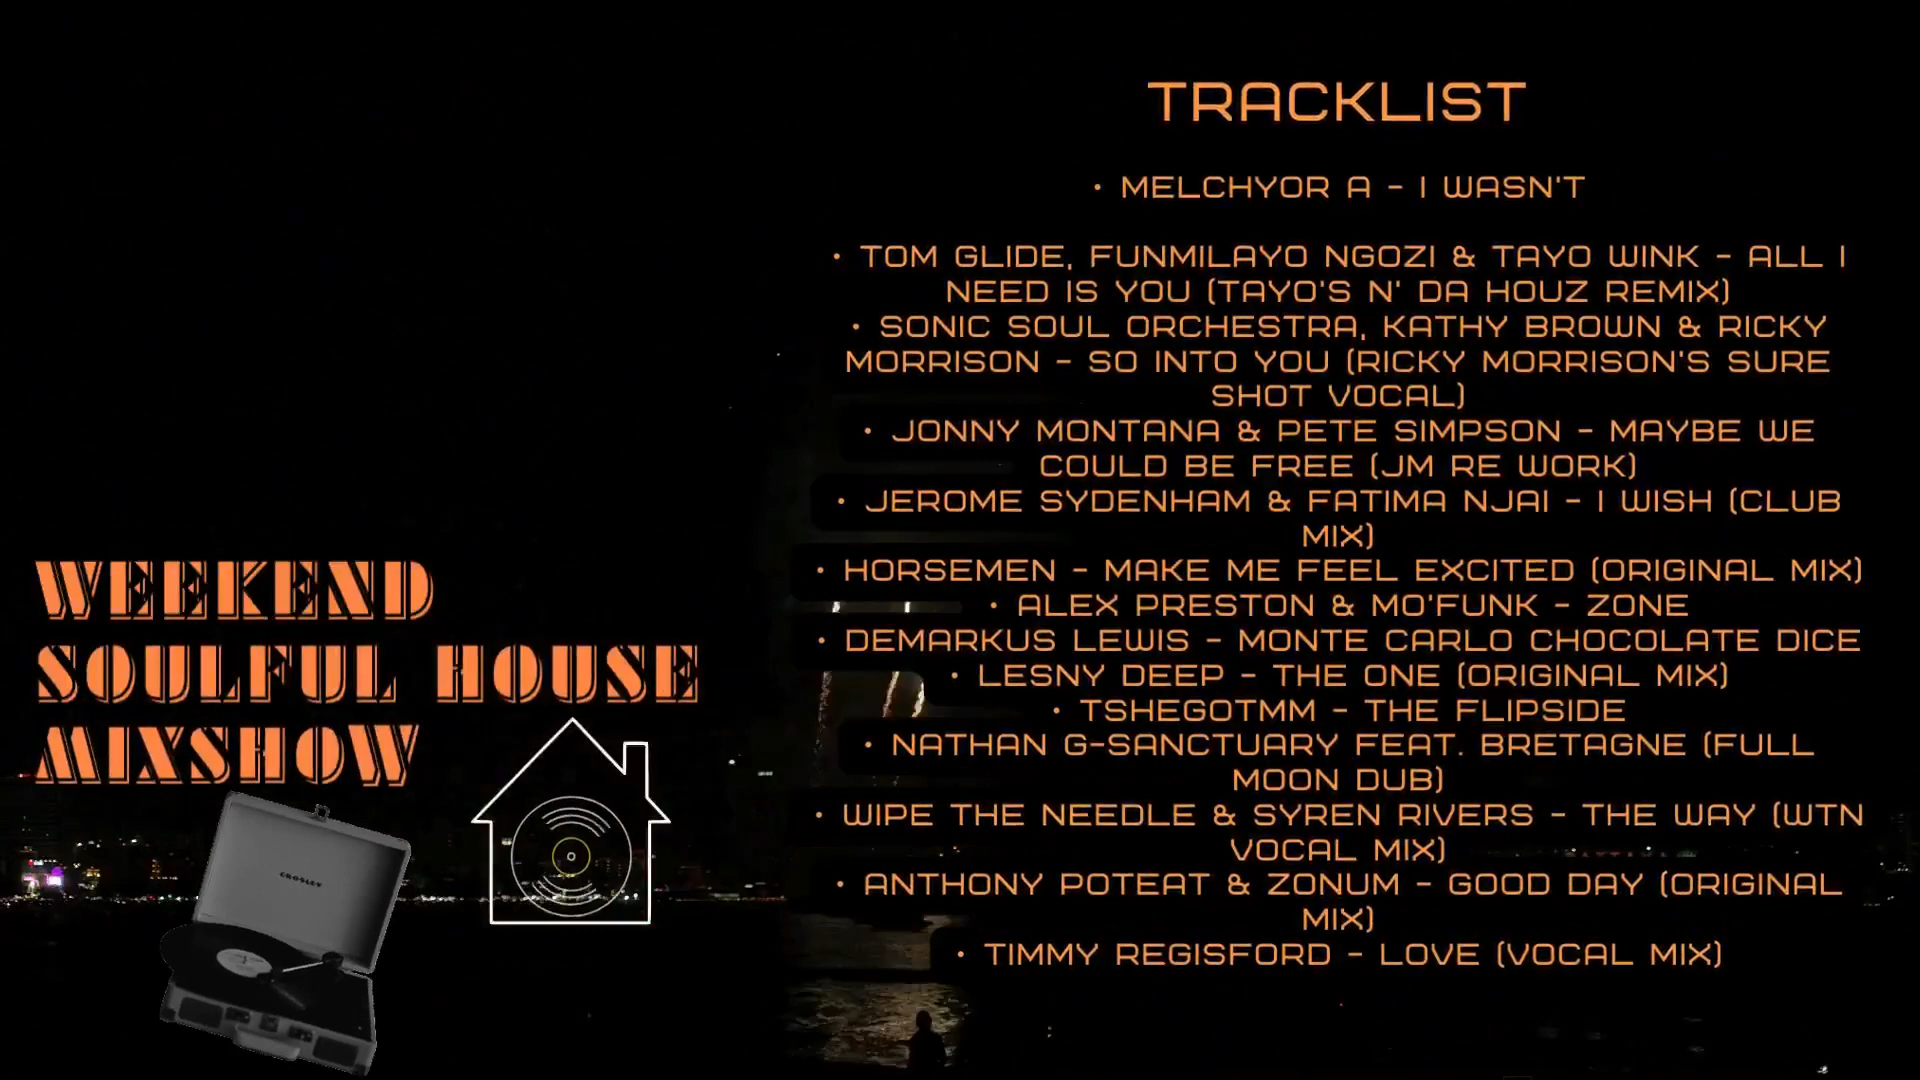 WEEKEND
SOULFUL HOUSE
MIXSHOW
CROSLEY
TRACKLIST
• MELCHYOR A - I WASN'T
• TOM GLIDE, FUNMILAYO NGOZI & TAYO WINK - ALL I
NEED IS YOU (TAYO'S N' DA HOUZ REMIX)
• SONIC SOUL ORCHESTRA, KATHY BROWN & RICKY
MORRISON - SO INTO YOU (RICKY MORRISON'S SURE
SHOT VOCAL)
• JONNY MONTANA & PETE SIMPSON - MAYBE WE
COULD BE FREE (JM RE WORK)
• JEROME SYDENHAM & FATIMA NJAI - I WISH (CLUB
MIX)
• HORSEMEN - MAKE ME FEEL EXCITED (ORIGINAL MIX)
• ALEX PRESTON & MO'FUNK - ZONE
• DEMARKUS LEWIS - MONTE CARLO CHOCOLATE DICE
• LESNY DEEP - THE ONE (ORIGINAL MIX)
• TSHEGOTMM - THE FLIPSIDE
• NATHAN G-SANCTUARY FEAT. BRETAGNE (FULL
MOON DUB)
• WIPE THE NEEDLE & SYREN RIVERS - THE WAY (WTN
VOCAL MIX)
• ANTHONY POTEAT & ZONUM - GOOD DAY (ORIGINAL
MIX)
• TIMMY REGISFORD - LOVE (VOCAL MIX)